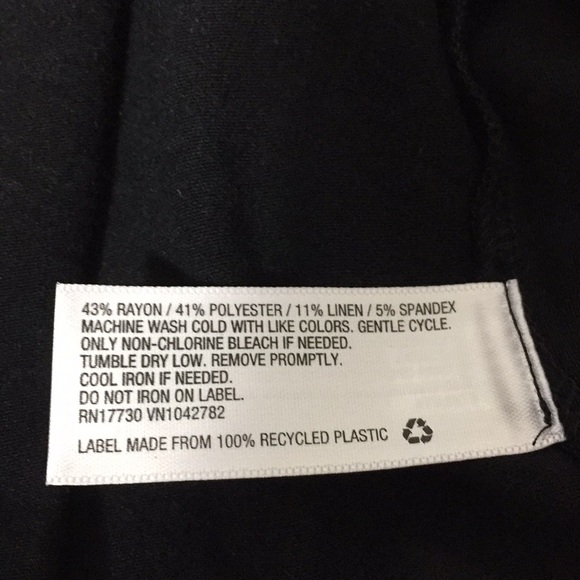 43% RAYON / 41% POLYESTER / 11% LINEN / 5% SPANDEX
MACHINE WASH COLD WITH LIKE COLORS. GENTLE CYCLE.
ONLY NON-CHLORINE BLEACH IF NEEDED.
TUMBLE DRY LOW. REMOVE PROMPTLY.
COOL IRON IF NEEDED.
DO NOT IRON ON LABEL.
RN17730 VN1042782
LABEL MADE FROM 100% RECYCLED PLASTIC